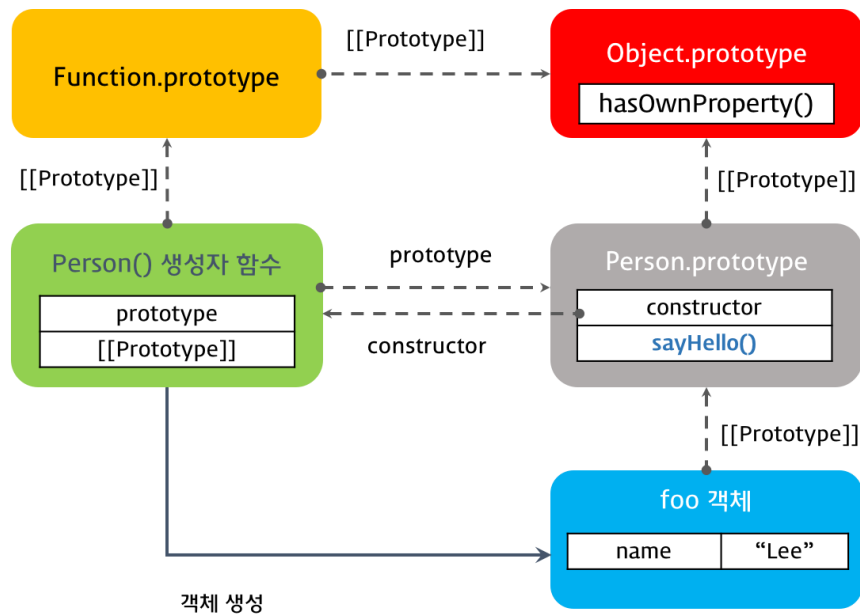 Function.prototype
[[Prototype]]
Object.prototype
hasOwnProperty()
[[Prototype]]
[[Prototype]]
Person() 생성자 함수
prototype
[[Prototype]]
prototype
constructor
Person.prototype
constructor
sayHello()
[[Prototype]]
foo 객체
name “Lee”
객체 생성